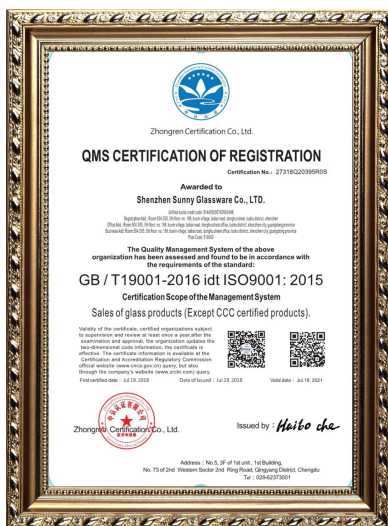 Zhongren Certification Co., Ltd.
QMS CERTIFICATION OF REGISTRATION
Certification No.: 27318Q20395R0S
Awarded to
Shenzhen Sunny Glassware Co., LTD.
The Quality Management System of the above
organization has been assessed and found to be in accordance with
the requirements of the standard:
GB / T19001-2016 idt ISO9001: 2015
Certification Scope of the Management System
Sales of glass products (Except CCC certified products).
Validity of the certificate, certified organizations subject
to supervision and review at least once a year.after the
examination and approval, the organization updates the
two-dimensional code information, the certificate is
effective. The certificate information is available at the
Certification and Accreditation Regulatory Commission
official website (www.cnca.gov.cn) query, but also
through the company's website (www.zrcfn.com) query.
First certified date : Jul.19, 2018 Date of Issued : Jul.19, 2018 Valid date : Jul.18, 2021
Zhongren Certification Co., Ltd.
Issued by : Haibo che
Address : No.5, 3F of 1st unit , 1st Building,
No. 73 of 2nd Western Sector 2nd Ring Road, Qingyang District, Chengdu
Tel : 028-62373001